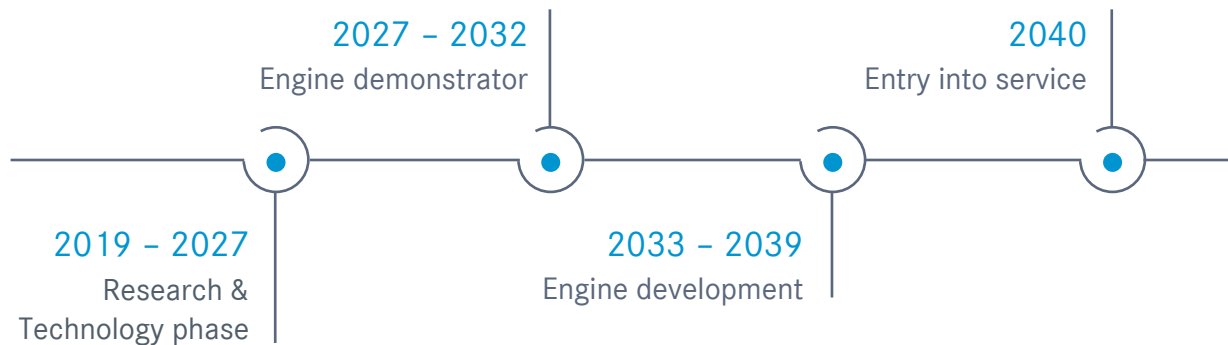 2019 – 2027
Research &
Technology phase
2027 – 2032
Engine demonstrator
2033 – 2039
Engine development
2040
Entry into service